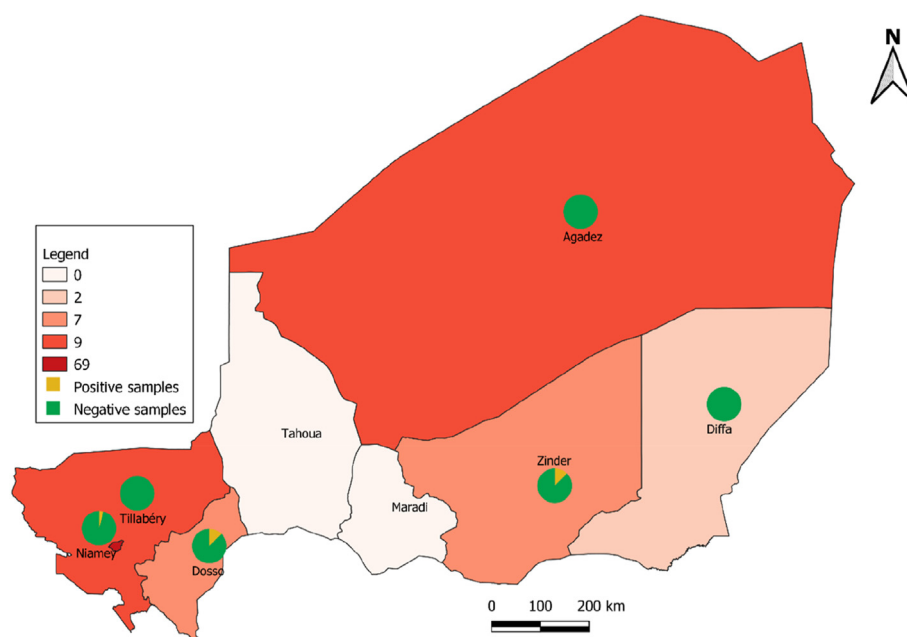 N
Agadez
Legend
0
2
7
9
69
Positive samples
Negative samples
Tahoua
Diffa
Zinder
Maradi
Tillabéry
Niamey
Dosso
0 100 200 km